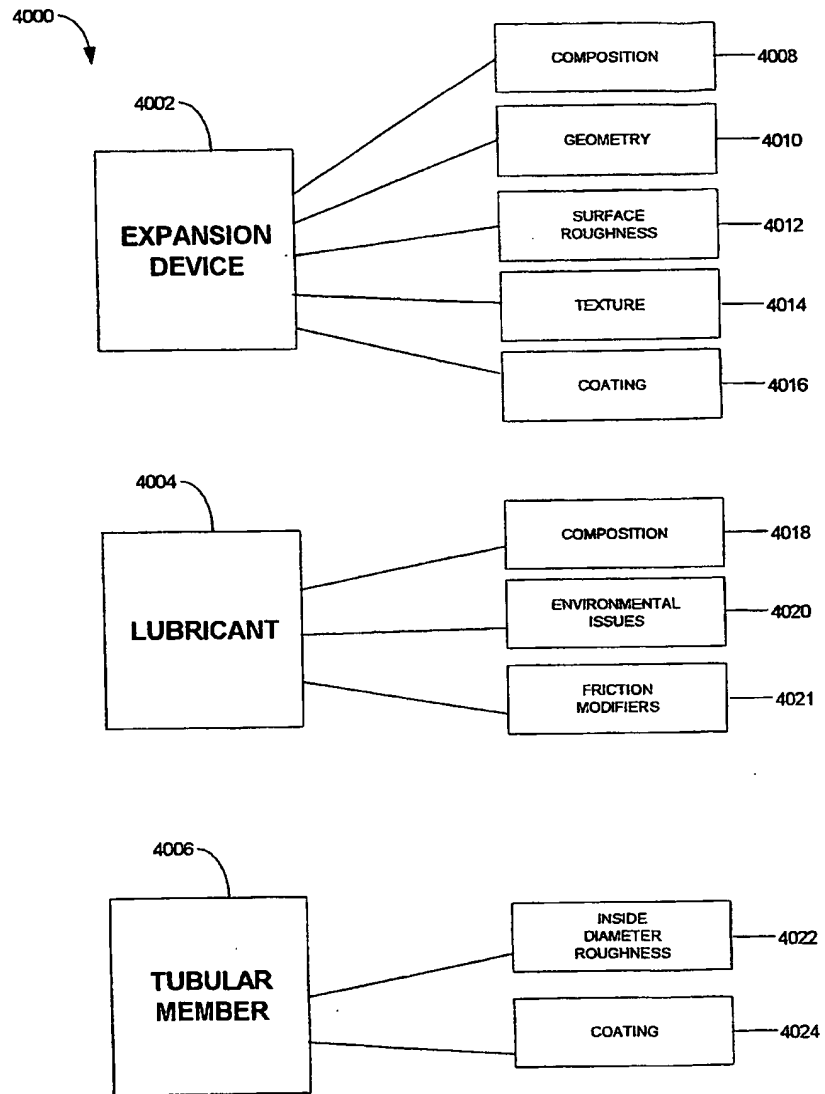 4000
4002
EXPANSION
DEVICE
COMPOSITION
4008
GEOMETRY
4010
SURFACE
ROUGHNESS
4012
TEXTURE
4014
COATING
4016
4004
LUBRICANT
COMPOSITION
4018
ENVIRONMENTAL
ISSUES
4020
FRICTION
MODIFIERS
4021
4006
TUBULAR
MEMBER
INSIDE
DIAMETER
ROUGHNESS
4022
COATING
4024